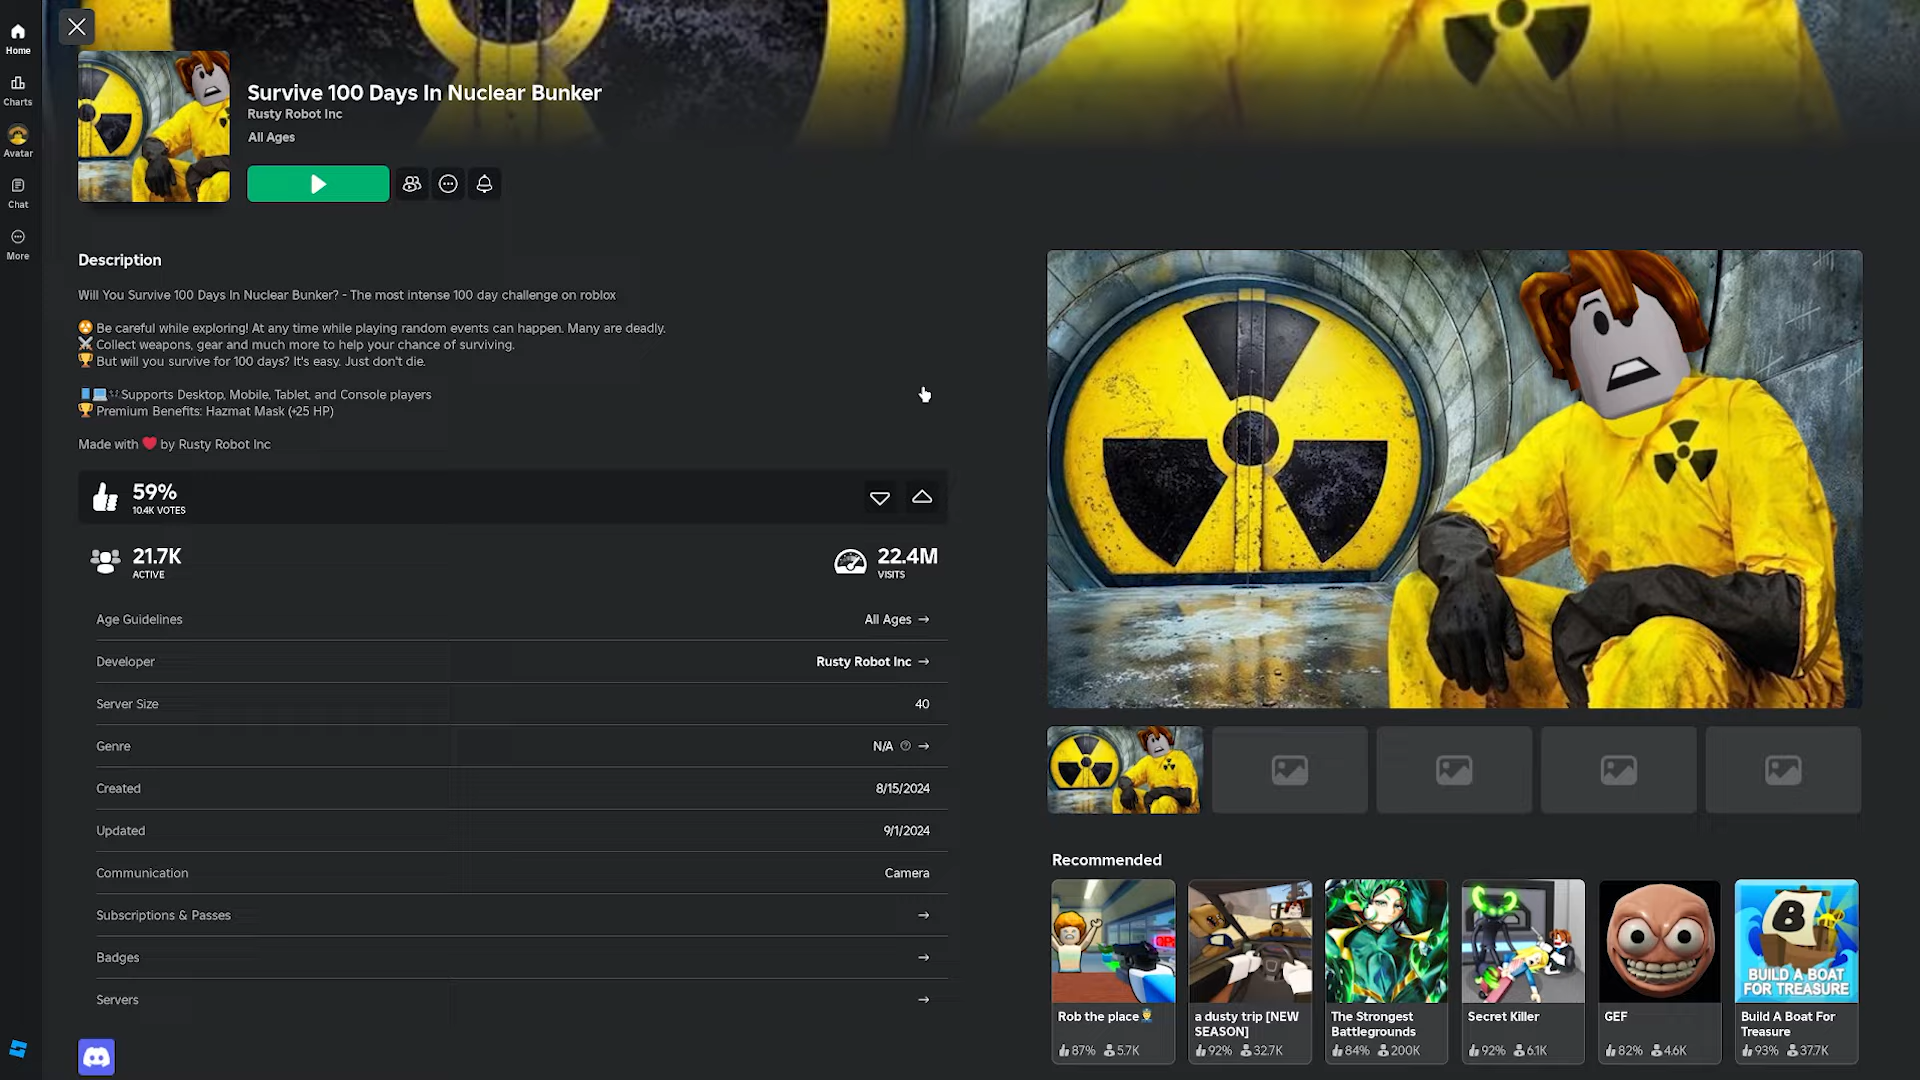 Home
Charts
Avatar
Chat
More
Survive 100 Days In Nuclear Bunker
Rusty Robot Inc
All Ages
Description
Will You Survive 100 Days In Nuclear Bunker? - The most intense 100 day challenge on roblox
Be careful while exploring! At any time while playing random events can happen. Many are deadly.
Collect weapons, gear and much more to help your chance of surviving.
But will you survive for 100 days? It's easy. Just don't die.
Supports Desktop, Mobile, Tablet, and Console players
Premium Benefits: Hazmat Mask (+25 HP)
Made with ❤ by Rusty Robot Inc
59%
10.4K VOTES
21.7K
ACTIVE
22.4M
VISITS
Age Guidelines All Ages →
Developer Rusty Robot Inc →
Server Size 40
Genre N/A →
Created 8/15/2024
Updated 9/1/2024
Communication Camera
Subscriptions & Passes →
Badges →
Servers →
Recommended
BUILD A BOAT
FOR TREASURE
Rob the place
87% 5.7K
a dusty trip [NEW
SEASON]
92% 32.7K
The Strongest
Battlegrounds
84% 200K
Secret Killer
92% 6.1K
GEF
82% 4.6K
Build A Boat For
Treasure
93% 37.7K